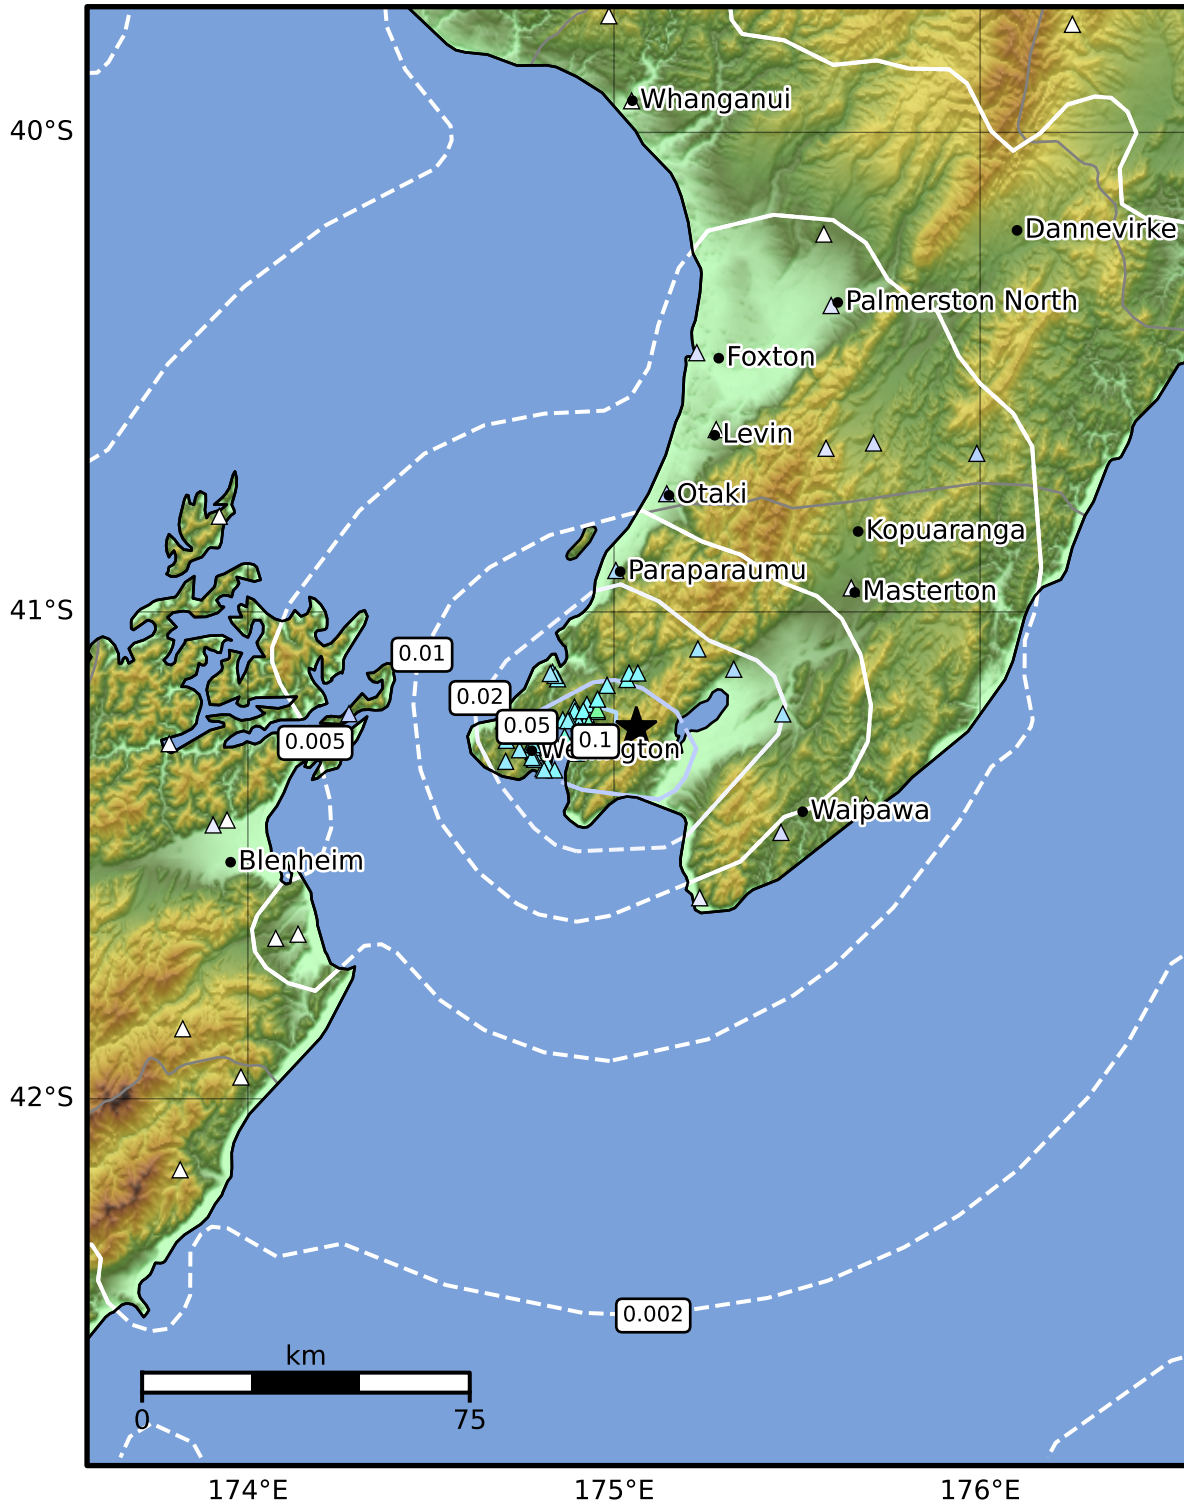 Whanganui
40°S
Dannevirke
Palmerston North
Foxton
Levin
Otaki
Kopuaranga
Paraparaumu
Masterton
41°S
0.01
0.02
0.05
0.1
0.005
Wellington
Waipawa
Blenheim
42°S
0.002
km
0
75
174°E
175°E
176°E